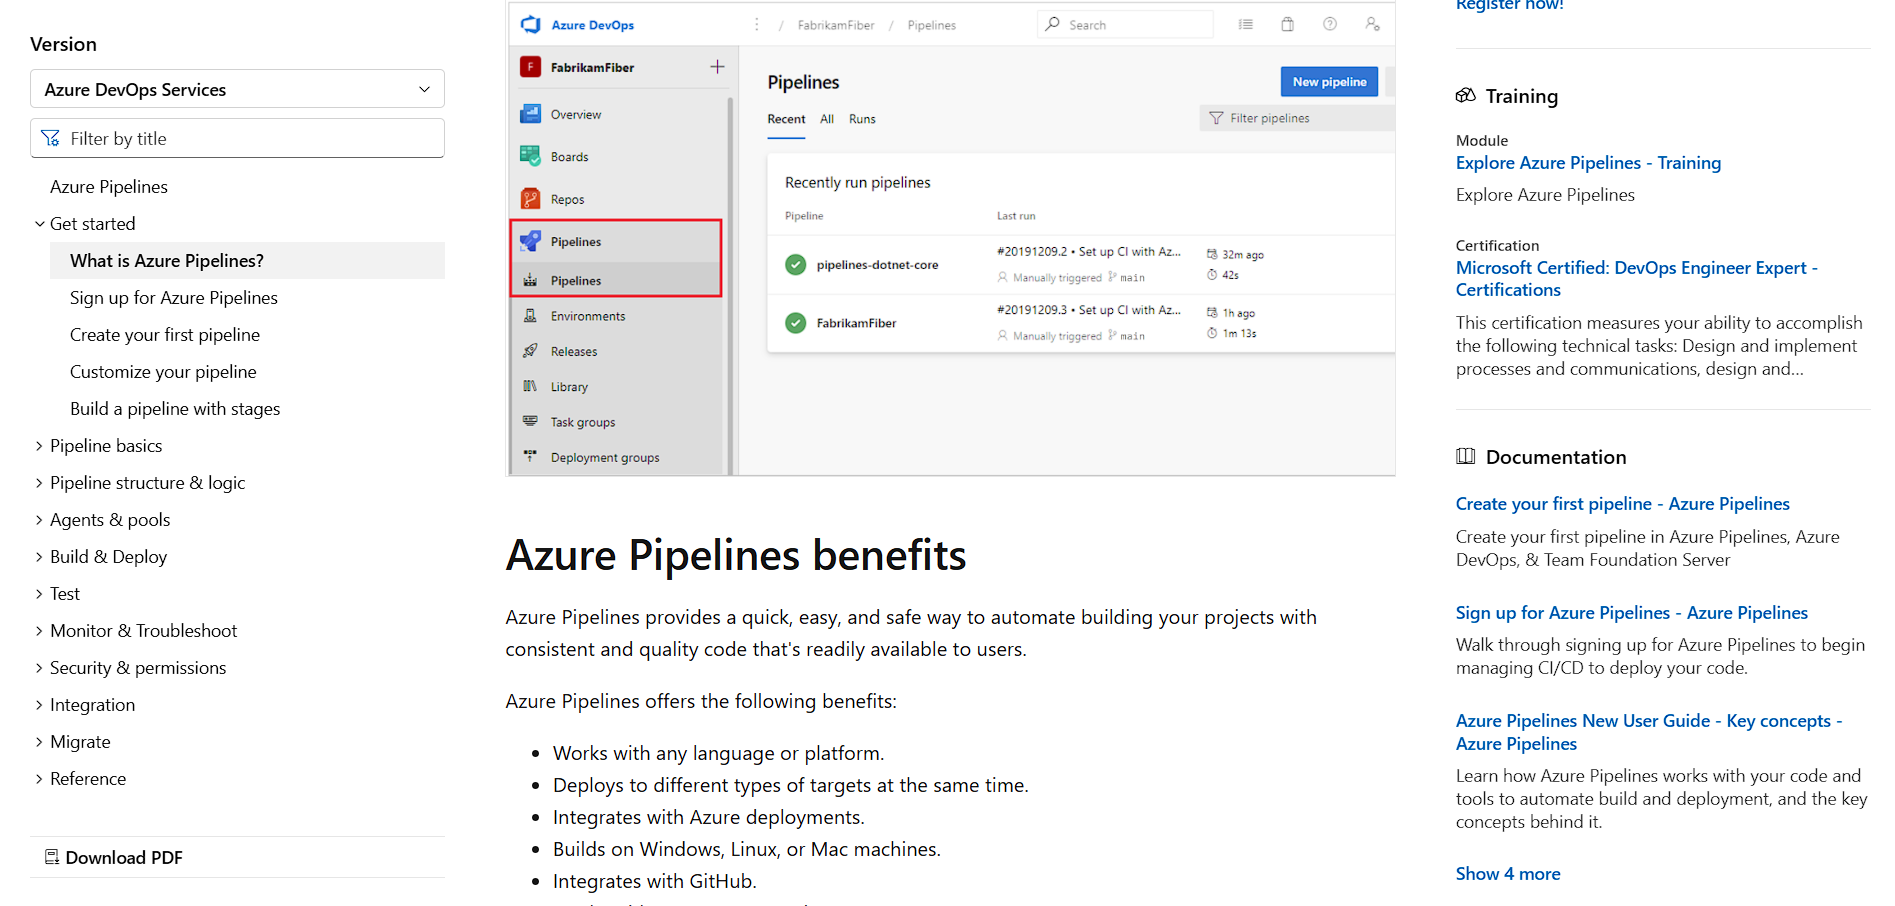 Version
Azure DevOps Services
Filter by title
Azure Pipelines
Get started
What is Azure Pipelines?
Sign up for Azure Pipelines
Create your first pipeline
Customize your pipeline
Build a pipeline with stages
Pipeline basics
Pipeline structure & logic
Agents & pools
Build & Deploy
Test
Monitor & Troubleshoot
Security & permissions
Integration
Migrate
Reference
Download PDF
Azure DevOps
/ FabrikamFiber / Pipelines
Search
F FabrikamFiber
Overview
Boards
Repos
Pipelines
Pipelines
Environments
Releases
Library
Task groups
Deployment groups
Pipelines
New pipeline
Recent All Runs
Filter pipelines
Recently run pipelines
Pipeline Last run
pipelines-dotnet-core
#20191209.2 • Set up CI with Az...
Manually triggered main
32m ago
42s
FabrikamFiber
#20191209.3 • Set up CI with Az...
Manually triggered main
1h ago
1m 13s
Azure Pipelines benefits
Azure Pipelines provides a quick, easy, and safe way to automate building your projects with
consistent and quality code that's readily available to users.
Azure Pipelines offers the following benefits:
• Works with any language or platform.
• Deploys to different types of targets at the same time.
• Integrates with Azure deployments.
• Builds on Windows, Linux, or Mac machines.
• Integrates with GitHub.
Register now!
Training
Module
Explore Azure Pipelines - Training
Explore Azure Pipelines
Certification
Microsoft Certified: DevOps Engineer Expert -
Certifications
This certification measures your ability to accomplish
the following technical tasks: Design and implement
processes and communications, design and...
Documentation
Create your first pipeline - Azure Pipelines
Create your first pipeline in Azure Pipelines, Azure
DevOps, & Team Foundation Server
Sign up for Azure Pipelines - Azure Pipelines
Walk through signing up for Azure Pipelines to begin
managing CI/CD to deploy your code.
Azure Pipelines New User Guide - Key concepts -
Azure Pipelines
Learn how Azure Pipelines works with your code and
tools to automate build and deployment, and the key
concepts behind it.
Show 4 more